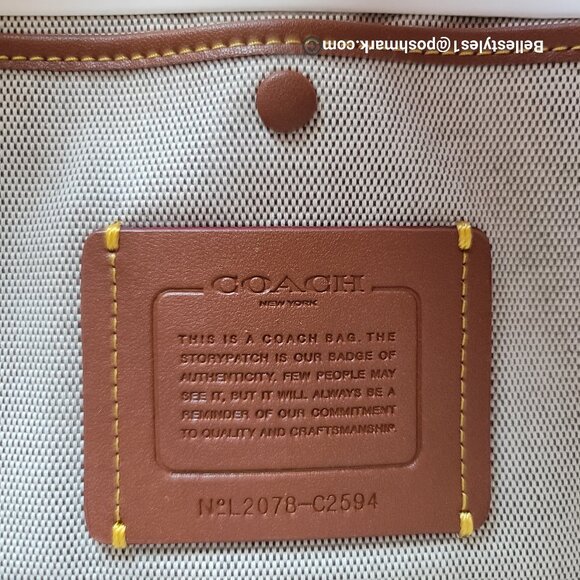 Bellestyles1@poshmark.com
COACH
NEW YORK
THIS IS A COACH BAG. THE
STORYPATCH IS OUR BADGE OF
AUTHENTICITY. FEW PEOPLE MAY
SEE IT, BUT IT WILL ALWAYS BE A
REMINDER OF OUR COMMITMENT
TO QUALITY AND CRAFTSMANSHIP.
NºL2078-C2594